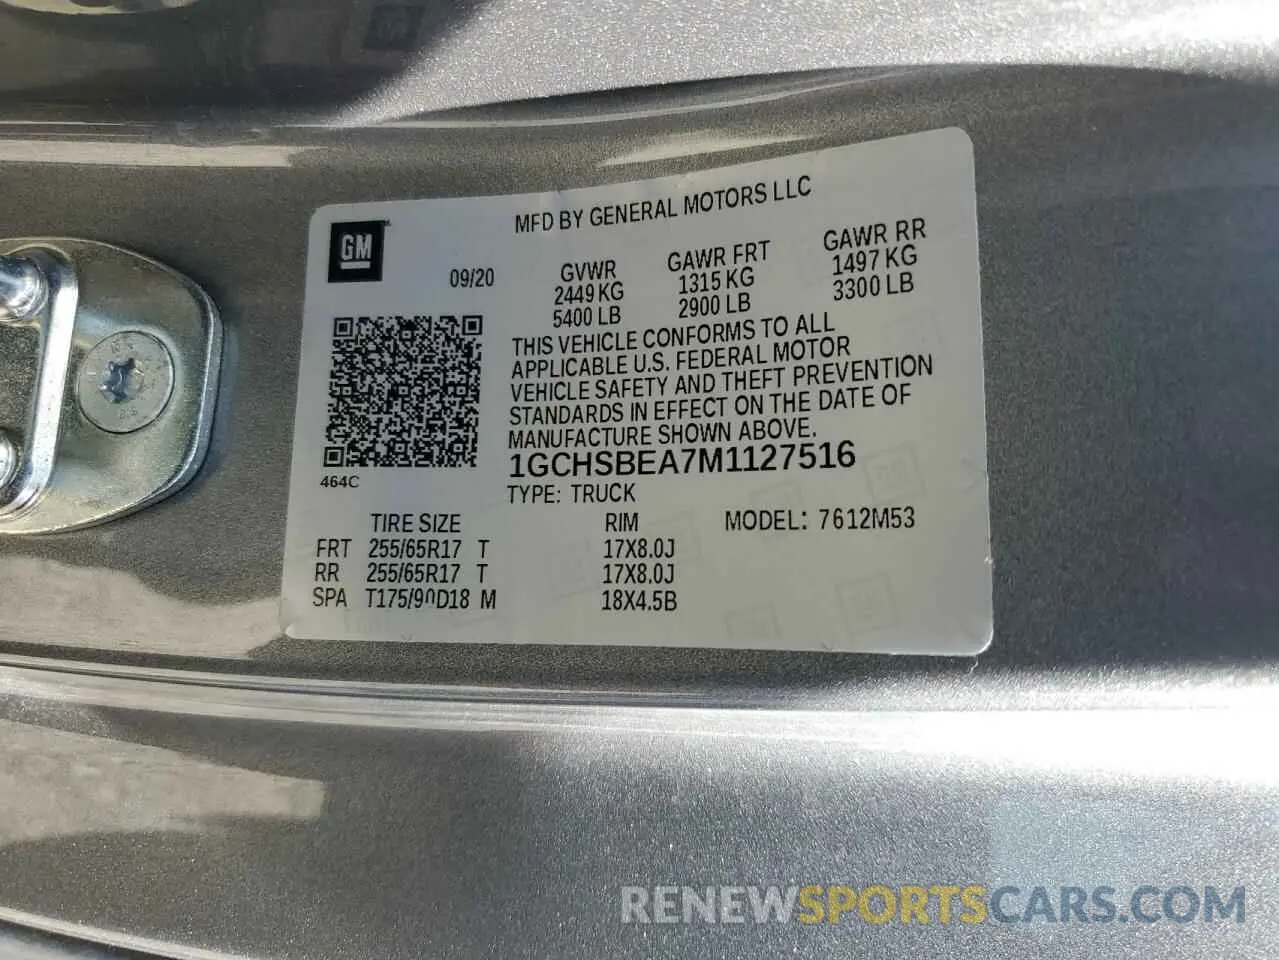 MFD BY GENERAL MOTORS LLC
GM
09/20
GVWR
2449 KG
5400 LB
GAWR FRT
1315 KG
2900 LB
GAWR RR
1497 KG
3300 LB
THIS VEHICLE CONFORMS TO ALL
APPLICABLE U.S. FEDERAL MOTOR
VEHICLE SAFETY AND THEFT PREVENTION
STANDARDS IN EFFECT ON THE DATE OF
MANUFACTURE SHOWN ABOVE.
1GCHSBEA7M1127516
464C
TYPE: TRUCK
TIRE SIZE RIM MODEL: 7612M53
FRT 255/65R17 T 17X8.0J
RR 255/65R17 T 17X8.0J
SPA T175/90D18 M 18X4.5B
RENEWSPORTSCARS.COM